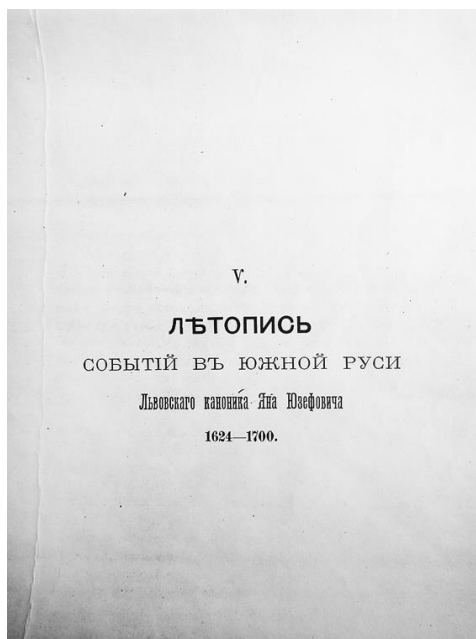 V.
ЛѢТОПИСЬ
СОБЫТІЙ ВЪ ЮЖНОЙ РУСИ
Львовскаго каноника Яна Юзефовича
1624—1700.